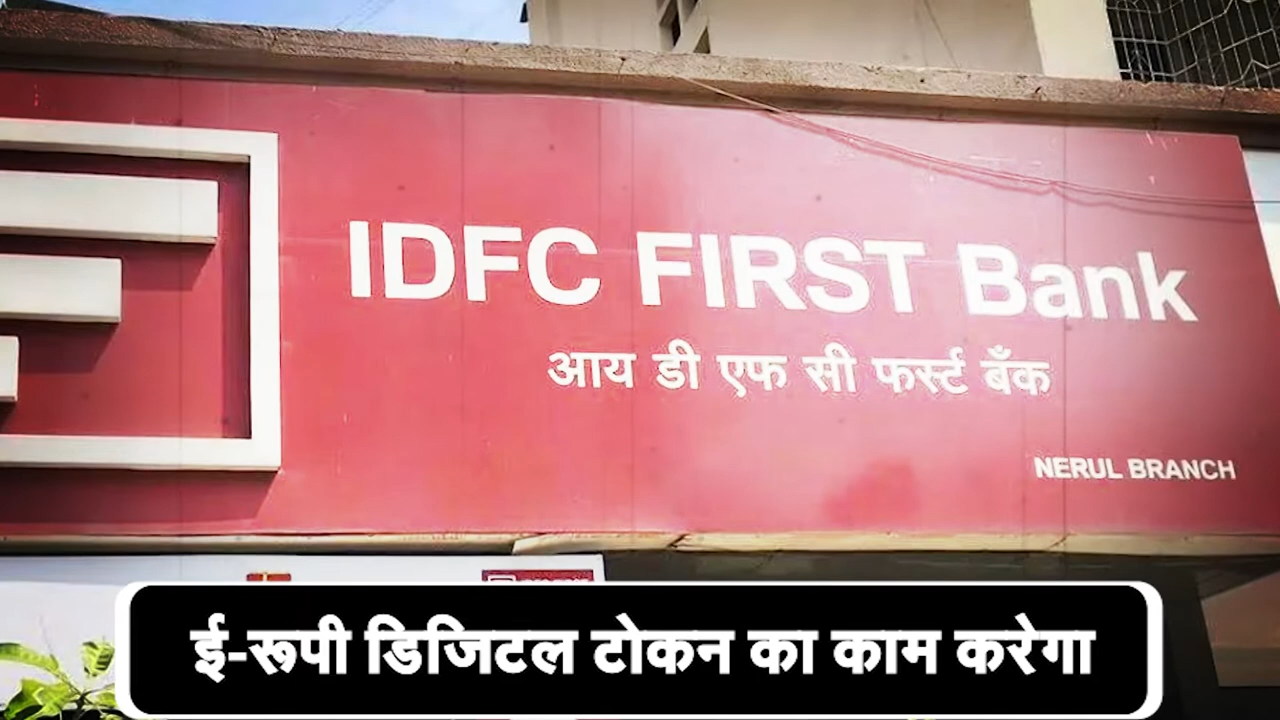 IDFC FIRST Bank
आय डी एफ सी फर्स्ट बँक
NERUL BRANCH
ई-रूपी डिजिटल टोकन का काम करेगा